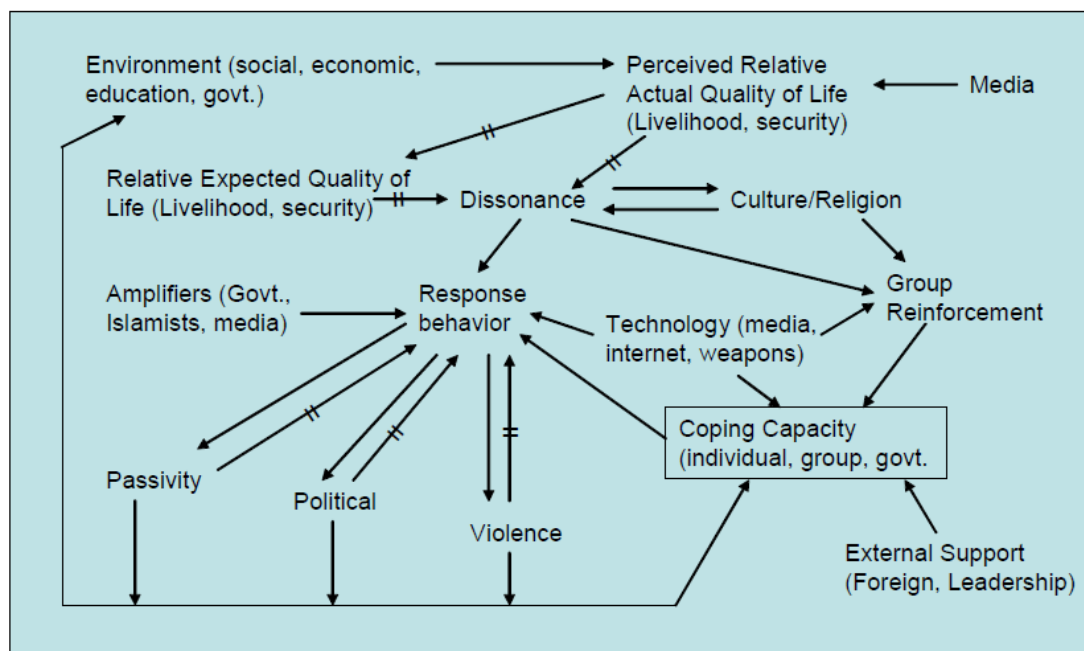 Environment (social, economic,
education, govt.)
Perceived Relative
Actual Quality of Life
(Livelihood, security)
Media
Relative Expected Quality of
Life (Livelihood, security)
Dissonance
Culture/Religion
Amplifiers (Govt.,
Islamists, media)
Response
behavior
Technology (media,
internet, weapons)
Group
Reinforcement
Coping Capacity
(individual, group, govt.
Passivity
Political
Violence
External Support
(Foreign, Leadership)